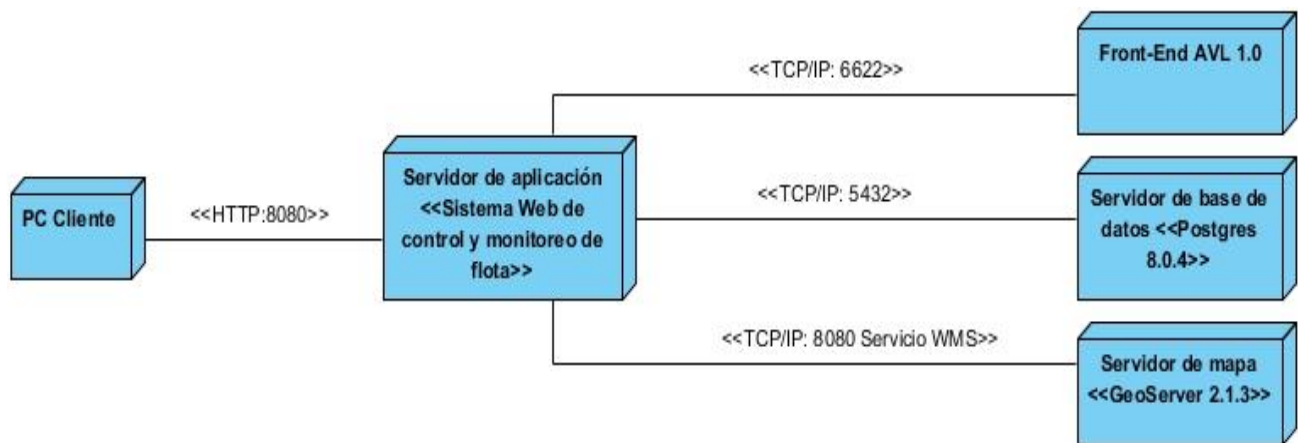 PC Cliente
<<HTTP:8080>>
Servidor de aplicación
<<Sistema Web de
control y monitoreo de
flota>>
<<TCP/IP: 6622>>
Front-End AVL 1.0
<<TCP/IP: 5432>>
Servidor de base de
datos <<Postgres
8.0.4>>
<<TCP/IP: 8080 Servicio WMS>>
Servidor de mapa
<<GeoServer 2.1.3>>